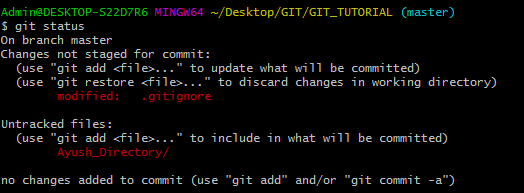 Admin@DESKTOP-S22D7R6 MINGW64 ~/Desktop/GIT/GIT_TUTORIAL (master)
$ git status
On branch master
Changes not staged for commit:
  (use "git add <file>..." to update what will be committed)
  (use "git restore <file>..." to discard changes in working directory)
        modified:   .gitignore

Untracked files:
  (use "git add <file>..." to include in what will be committed)
        Ayush_Directory/

no changes added to commit (use "git add" and/or "git commit -a")